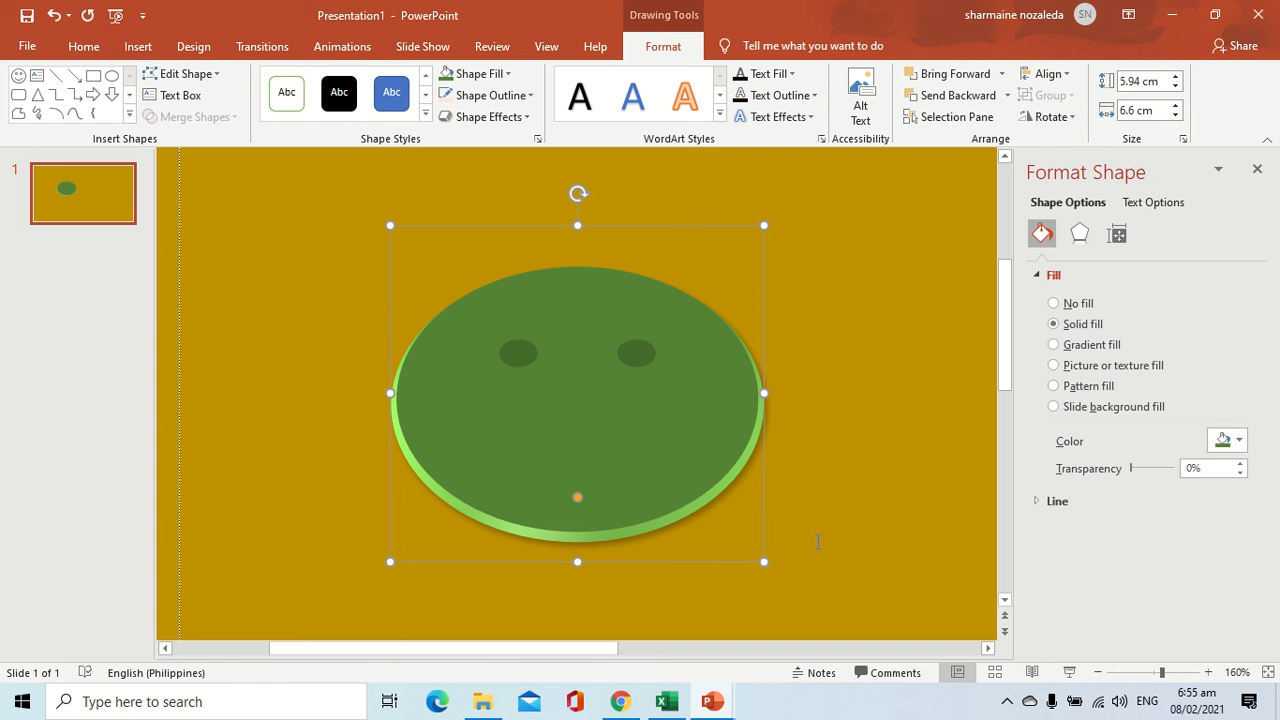 Presentation1 - PowerPoint
Drawing Tools
sharmaine nozaleda
SN
File
Home
Insert
Design
Transitions
Animations
Slide Show
Review
View
Help
Format
Tell me what you want to do
Share
Edit Shape
Text Box
Merge Shapes
Insert Shapes
Abc
Abc
Abc
Shape Fill
Shape Outline
Shape Effects
Shape Styles
A
A
A
Text Fill
Text Outline
Text Effects
WordArt Styles
Alt
Text
Accessibility
Bring Forward
Send Backward
Selection Pane
Align
Group
Rotate
Arrange
5.94 cm
6.6 cm
Size
1
Format Shape
Shape Options
Text Options
Fill
No fill
Solid fill
Gradient fill
Picture or texture fill
Pattern fill
Slide background fill
Color
Transparency
0%
Line
Slide 1 of 1
English (Philippines)
Notes
Comments
160%
Type here to search
ENG
6:55 am
08/02/2021